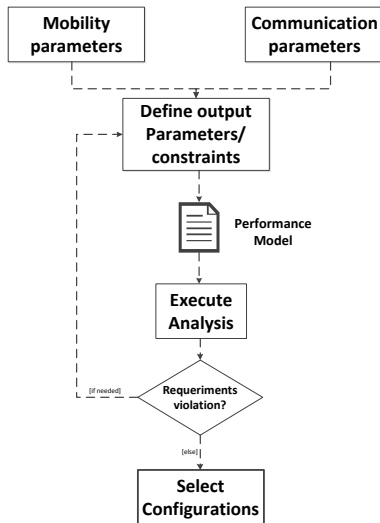 Mobility
parameters
Communication
parameters
Define output
Parameters/
constraints
Performance
Model
Execute
Analysis
Requeriments
violation?
[if needed]
[else]
Select
Configurations